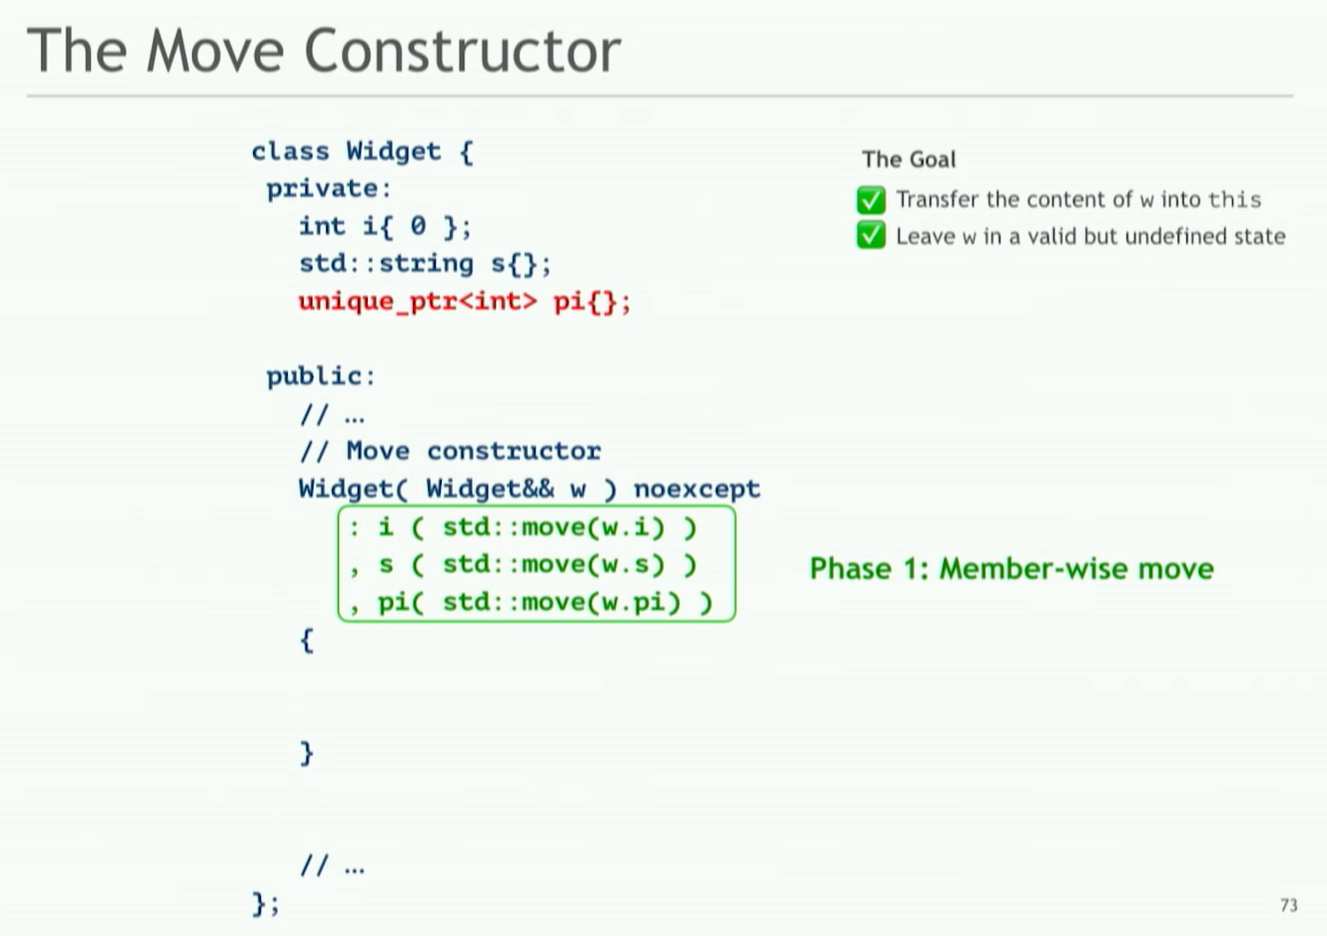 The Move Constructor
class Widget {
private:
int i{ 0 };
std::string s{};
unique_ptr<int> pi{};
public:
// …
// Move constructor
Widget( Widget&& w ) noexcept
: i ( std::move(w.i) )
, s ( std::move(w.s) )
, pi( std::move(w.pi) )
{
}
// …
};
The Goal
✅ Transfer the content of w into this
✅ Leave w in a valid but undefined state
Phase 1: Member-wise move
73